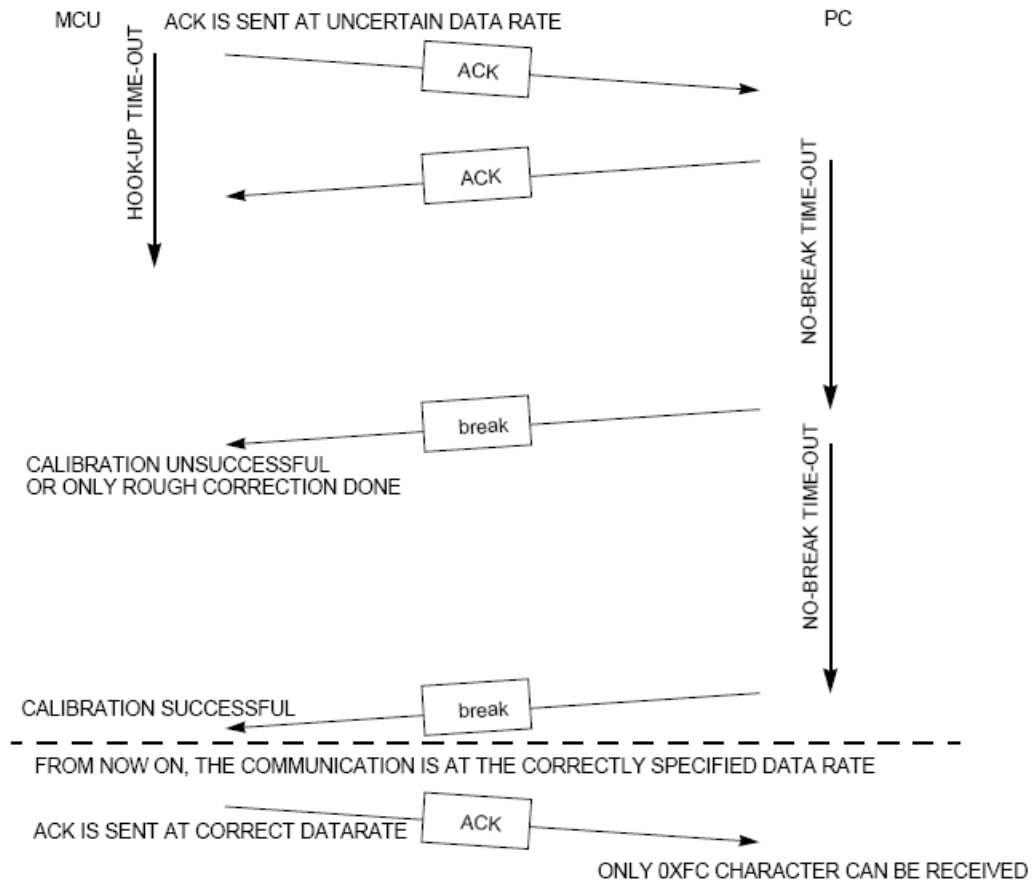 MCU
ACK IS SENT AT UNCERTAIN DATA RATE
PC
HOOK-UP TIME-OUT
ACK
ACK
NO-BREAK TIME-OUT
break
CALIBRATION UNSUCCESSFUL
OR ONLY ROUGH CORRECTION DONE
NO-BREAK TIME-OUT
CALIBRATION SUCCESSFUL
break
FROM NOW ON, THE COMMUNICATION IS AT THE CORRECTLY SPECIFIED DATA RATE
ACK IS SENT AT CORRECT DATARATE
ACK
ONLY 0XFC CHARACTER CAN BE RECEIVED